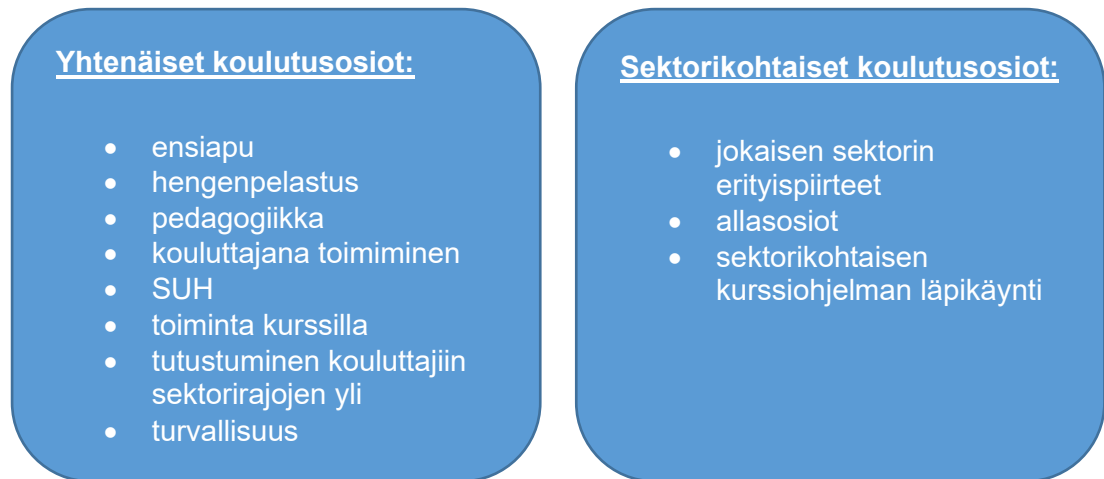 Yhtenäiset koulutusosiot:
• ensiapu
• hengenpelastus
• pedagogiikka
• kouluttajana toimiminen
• SUH
• toiminta kurssilla
• tutustuminen kouluttajiin
sektorirajojen yli
• turvallisuus
Sektorikohtaiset koulutusosiot:
• jokaisen sektorin
erityispiirteet
• allasosiot
• sektorikohtaisen
kurssiohjelman läpikäynti